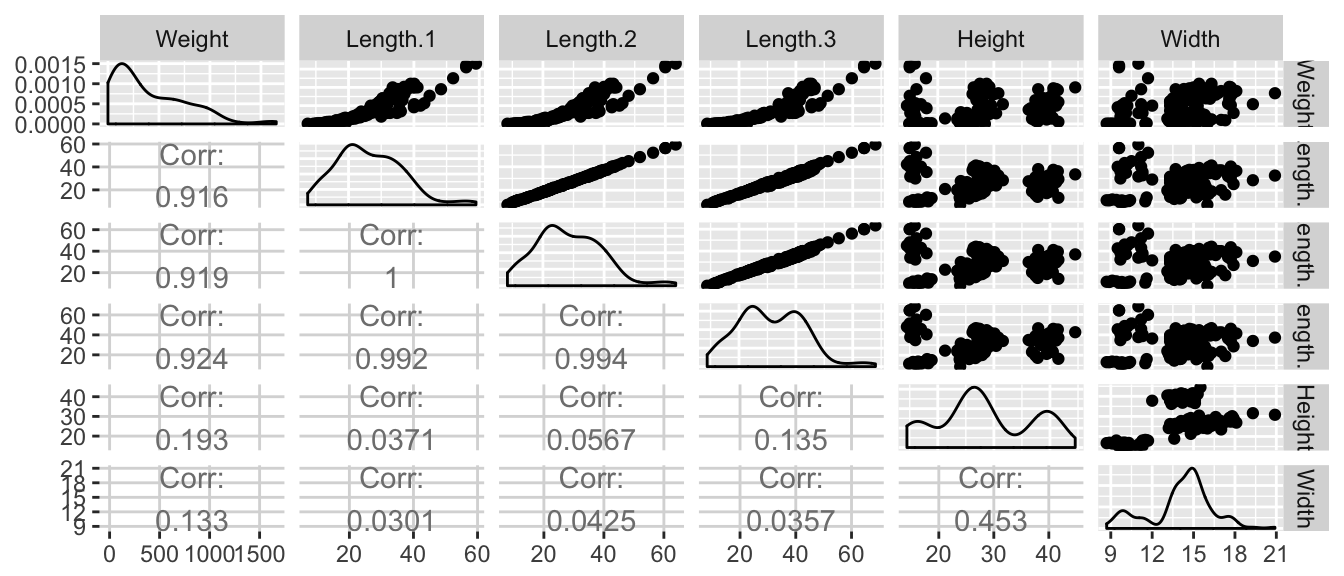 Weight Length.1 Length.2 Length.3 Height Width
0.0015
0.0010
0.0005
0.0000
Weight
60
40
20
Corr:
0.916
ength.
60
40
20
Corr: Corr:
0.919 1
ength.
60
40
20
Corr: Corr: Corr:
0.924 0.992 0.994
ength.
40
30
20
Corr: Corr: Corr: Corr:
0.193 0.0371 0.0567 0.135
Height
21
18
15
12
9
Corr: Corr: Corr: Corr: Corr:
0.133 0.0301 0.0425 0.0357 0.453
Width
0 500 1000 1500 20 40 60 20 40 60 20 40 60 20 30 40 9 12 15 18 21